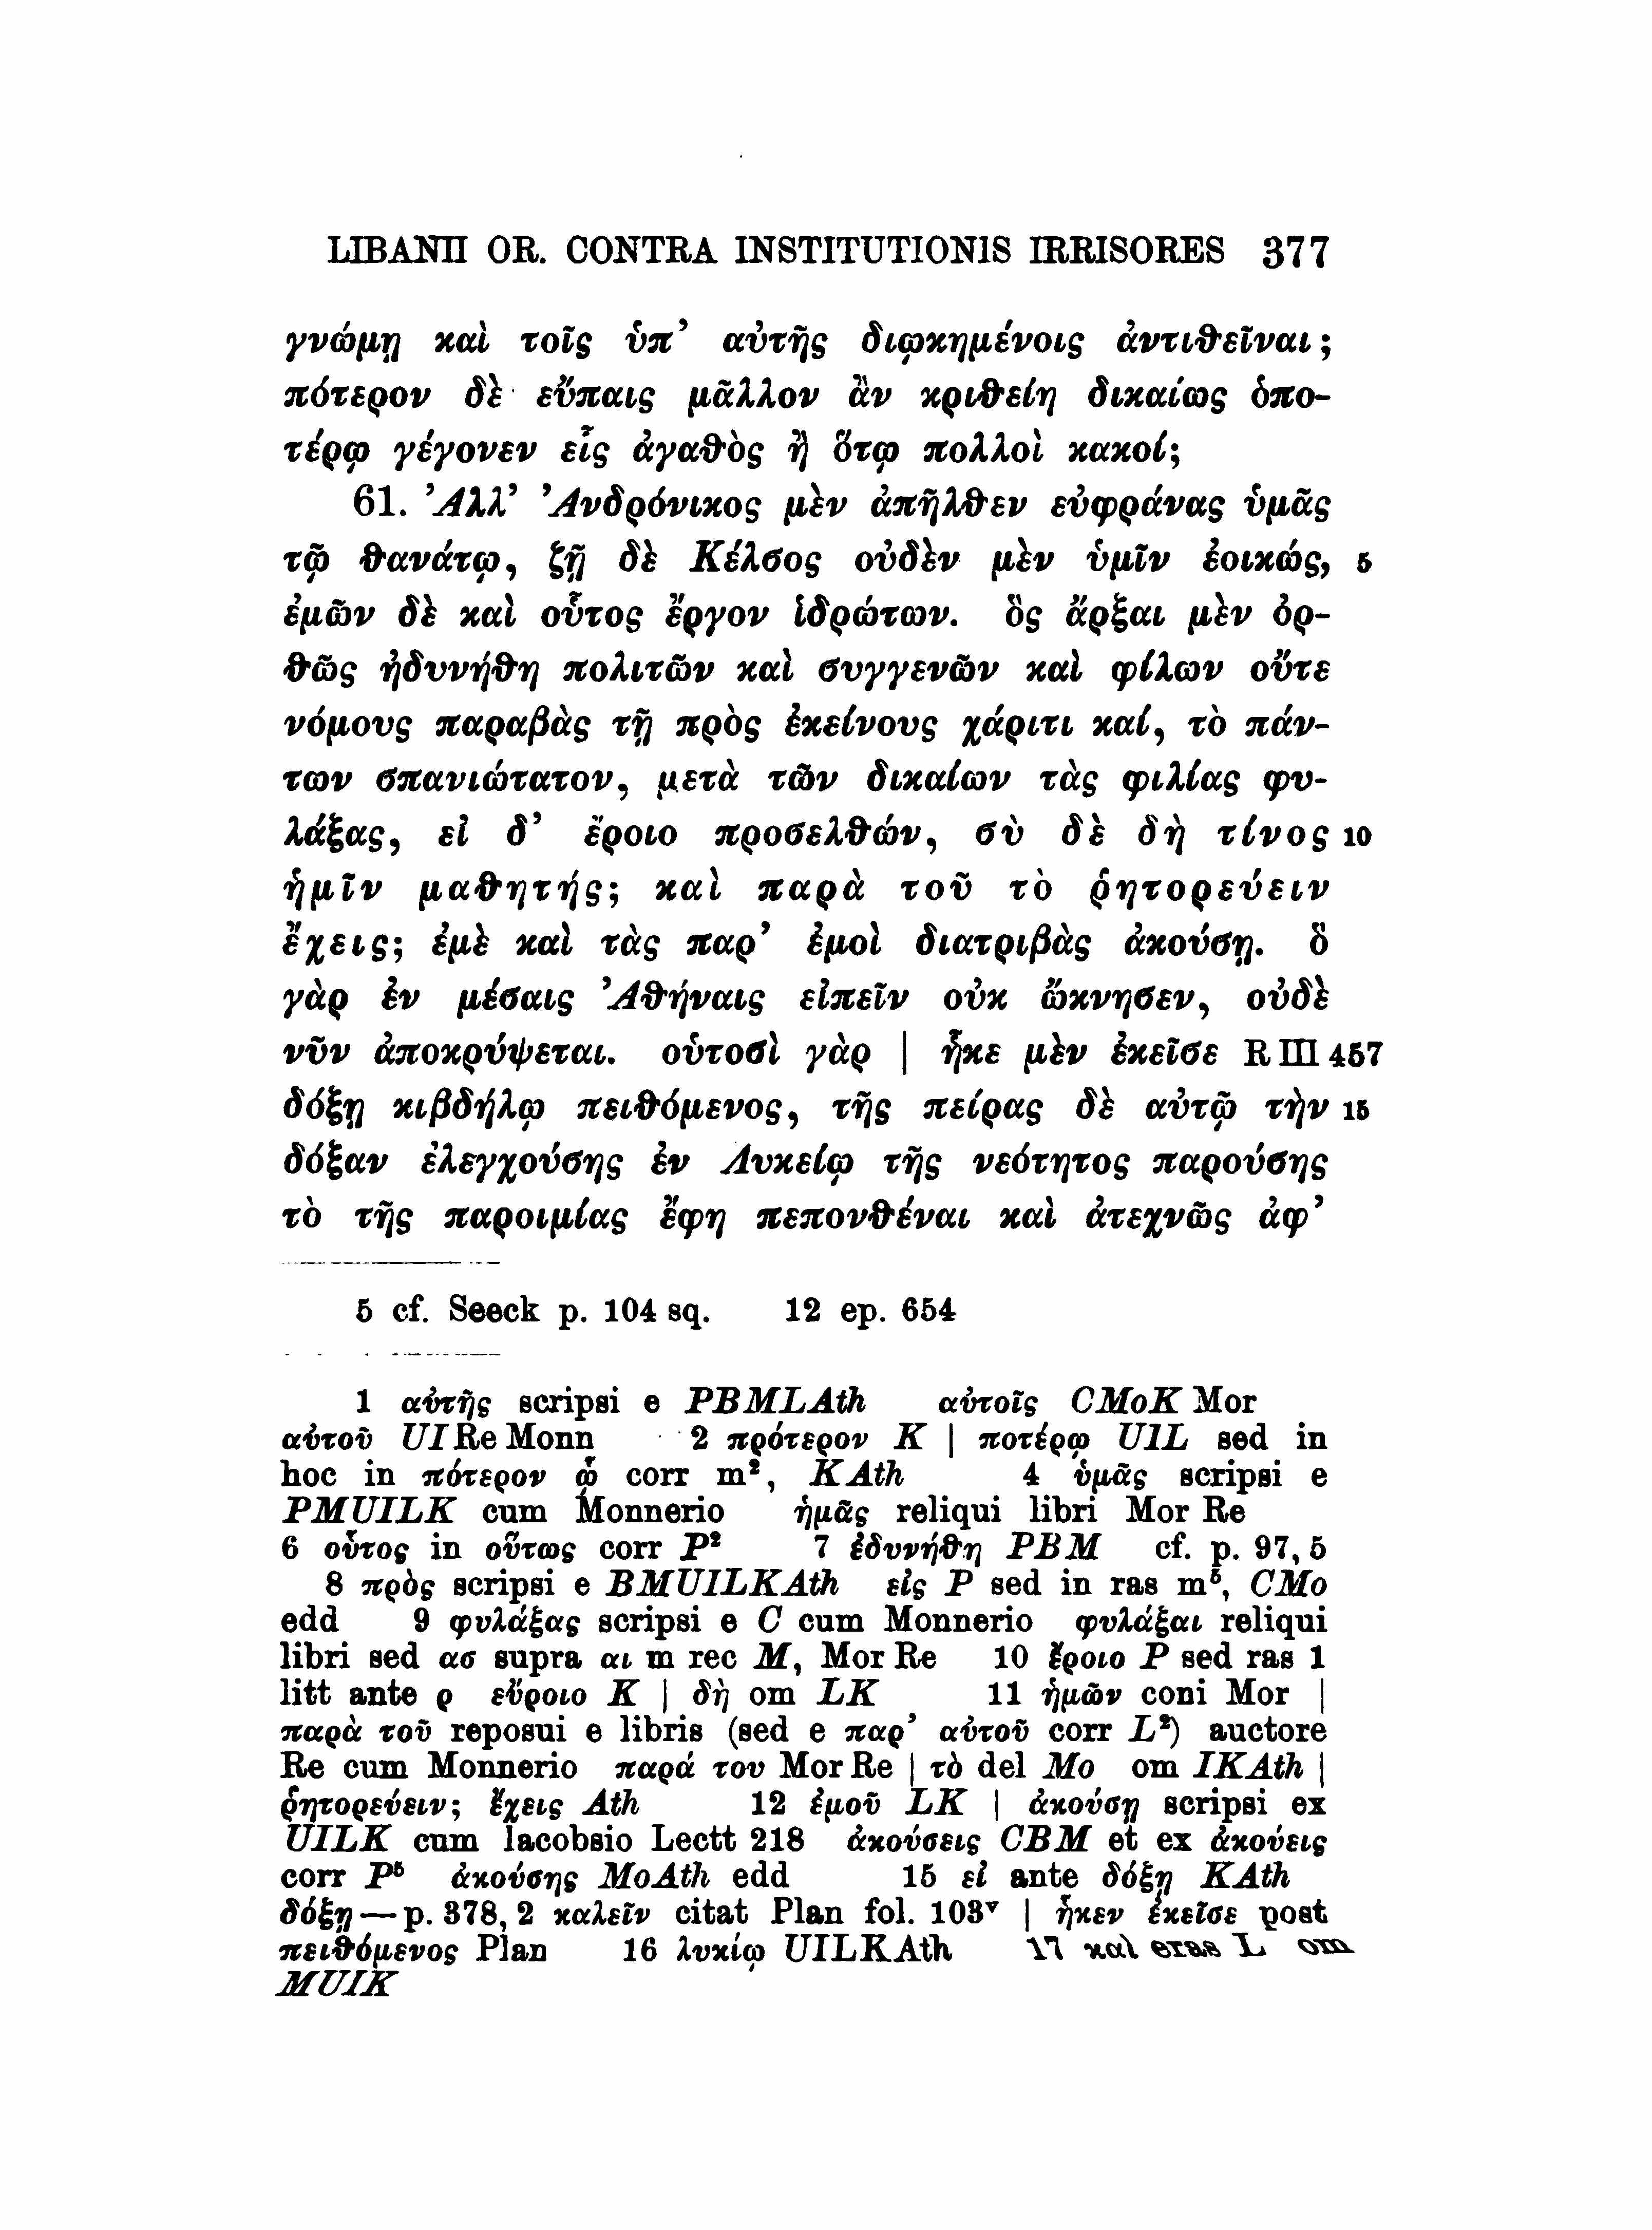 LIBANII OR. CONTRA INSTITUTIONIS IRRISORES 377
γνώμῃ καὶ τοῖς ὑπ’ αὐτῆς διῳκημένοις ἀντιθεῖναι;
πότερον δὲ εὔπαις μᾶλλον ἂν κριθείη δικαίως ὁπο-
τέρῳ γέγονεν εἷς ἀγαθὸς ἢ ὅτῳ πολλοὶ κακοί;
61. Ἀλλ’ Ἀνδρόνικος μὲν ἀπῆλθεν εὐφράνας ὑμᾶς
τῷ θανάτῳ, ζῇ δὲ Κέλσος οὐδὲν μὲν ὑμῖν ἐοικώς, 5
ἐμῶν δὲ καὶ οὗτος ἔργον ἱδρώτων. ὃς ἄρξαι μὲν ὀρ-
θῶς ἠδυνήθη πολιτῶν καὶ συγγενῶν καὶ φίλων οὔτε
νόμους παραβὰς τῇ πρὸς ἐκείνους χάριτι καί, τὸ πάν-
των σπανιώτατον, μετὰ τῶν δικαίων τὰς φιλίας φυ-
λάξας, εἰ δ’ ἔροιο προσελθών, σὺ δὲ δὴ τίνος 10
ἡμῖν μαθητής; καὶ παρὰ τοῦ τὸ ῥητορεύειν
ἔχεις; ἐμὲ καὶ τὰς παρ’ ἐμοὶ διατριβὰς ἀκούσῃ. ὃ
γὰρ ἐν μέσαις Ἀθήναις εἰπεῖν οὐκ ὤκνησεν, οὐδὲ
νῦν ἀποκρύψεται. οὑτοσὶ γὰρ | ἧκε μὲν ἐκεῖσε R III 457
δόξῃ κιβδήλῳ πειθόμενος, τῆς πείρας δὲ αὐτῷ τὴν 15
δόξαν ἐλεγχούσης ἐν Λυκείῳ τῆς νεότητος παρούσης
τὸ τῆς παροιμίας ἔφη πεπονθέναι καὶ ἀτεχνῶς ἀφ’
5 cf. Seeck p. 104 sq. 12 ep. 654
1 αὐτῆς scripsi e PBMLAth αὐτοῖς CMoK Mor
αὐτοῦ UI Re Monn 2 πρότερον K | ποτέρῳ UIL sed in
hoc in πότερον ῳ corr m², KAth 4 ὑμᾶς scripsi e
PMUILK cum Monnerio ἡμᾶς reliqui libri Mor Re
6 οὗτος in οὕτως corr P² 7 ἐδυνήθη PBM cf. p. 97, 5
8 πρὸς scripsi e BMUILKAth εἰς P sed in ras m⁵, CMo
edd 9 φυλάξας scripsi e C cum Monnerio φυλάξαι reliqui
libri sed ασ supra αι m rec M, Mor Re 10 ἔροιο P sed ras 1
litt ante ρ εὕροιο K | δὴ om LK 11 ἡμῶν coni Mor |
παρὰ τοῦ reposui e libris (sed e παρ’ αὐτοῦ corr L²) auctore
Re cum Monnerio παρά του Mor Re | τὸ del Mo om IKAth |
ῥητορεύειν; ἔχεις Ath 12 ἐμοῦ LK | ἀκούσῃ scripsi ex
UILK cum Iacobsio Lectt 218 ἀκούσεις CBM et ex ἀκούεις
corr P⁵ ἀκούσης MoAth edd 15 εἰ ante δόξῃ KAth
δόξῃ — p. 378, 2 καλεῖν citat Plan fol. 103ᵛ | ἧκεν ἐκεῖσε post
πειθόμενος Plan 16 λυκίῳ UILKAth 17 καὶ eras L om
MUIK